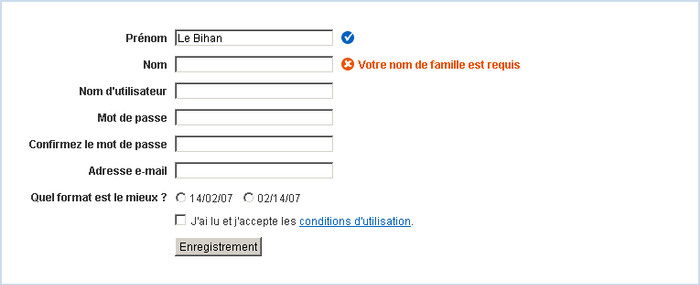 Prénom Le Bihan
Nom Votre nom de famille est requis
Nom d'utilisateur
Mot de passe
Confirmez le mot de passe
Adresse e-mail
Quel format est le mieux ? 14/02/07 02/14/07
J'ai lu et j'accepte les conditions d'utilisation.
Enregistrement